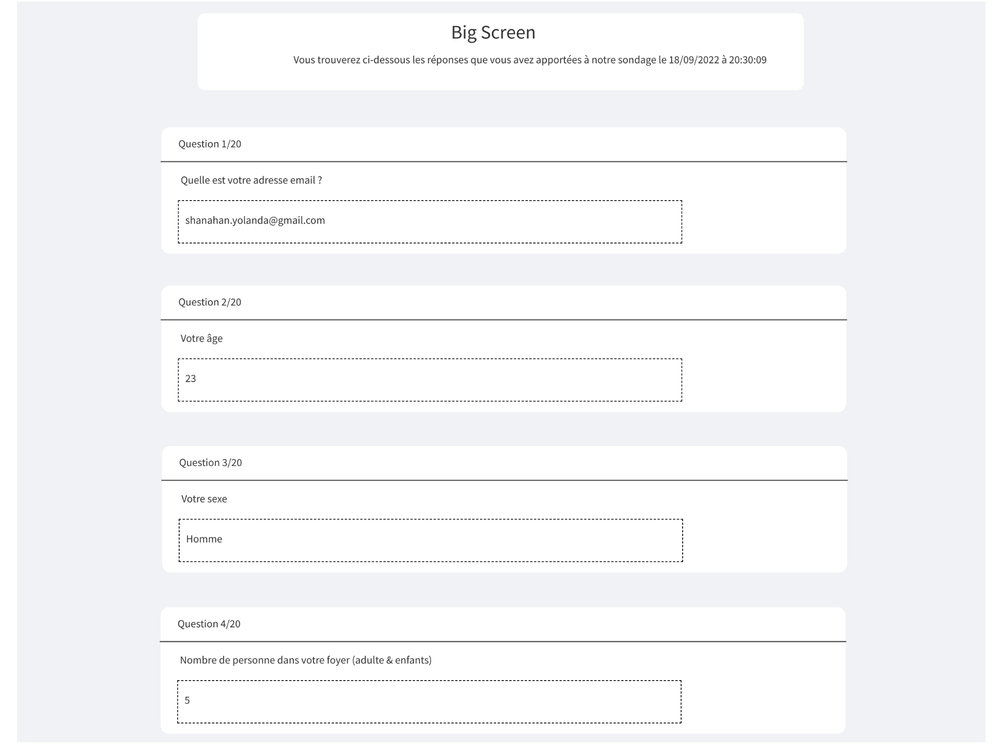 Big Screen
Vous trouverez ci-dessous les réponses que vous avez apportées à notre sondage le 18/09/2022 à 20:30:09
Question 1/20
Quelle est votre adresse email ?
shanahan.yolanda@gmail.com
Question 2/20
Votre âge
23
Question 3/20
Votre sexe
Homme
Question 4/20
Nombre de personne dans votre foyer (adulte & enfants)
5